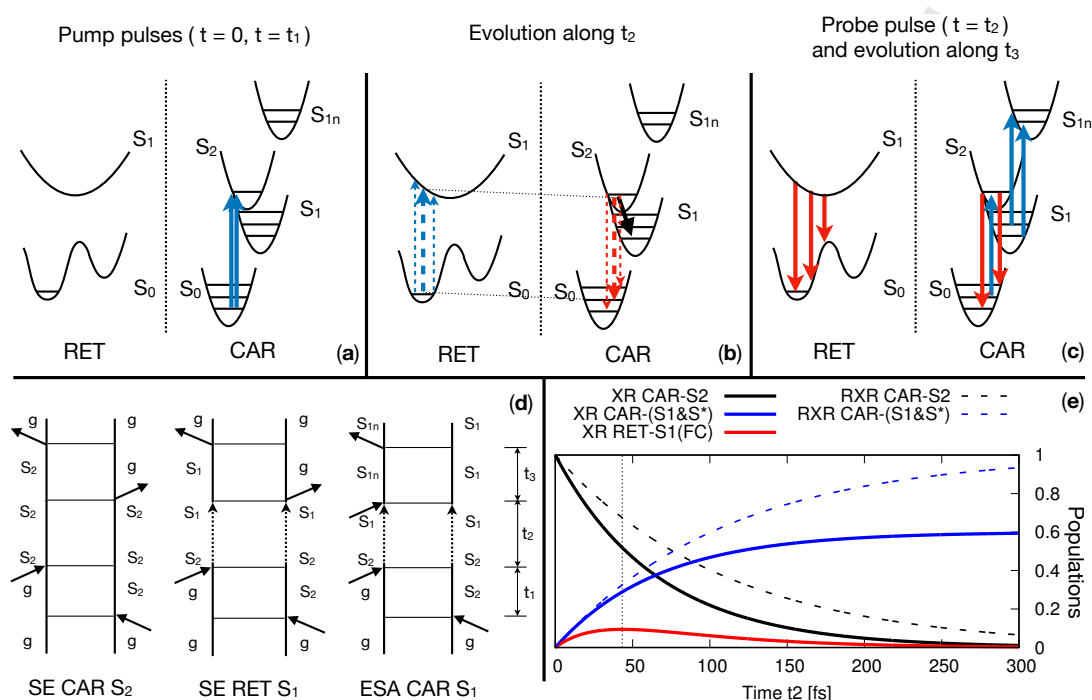 Pump pulses ( t = 0, t = t₁)
Evolution along t₂
Probe pulse ( t = t₂)
and evolution along t₃
S₁
S₀
RET
S₁ₙ
S₂
S₁
S₀
CAR
(a)
S₁
S₀
RET
S₁ₙ
S₂
S₁
S₀
CAR
(b)
S₁
S₀
RET
S₁ₙ
S₂
S₁
S₀
CAR
(c)
(d)
g g
S₂ g
S₂ S₂
S₂ S₂
g S₂
g g
SE CAR S₂
g g
S₁ g
S₁ S₁
S₂ S₂
g S₂
g g
SE RET S₁
S₁ₙ S₁
S₁ₙ S₁
S₁ S₁
S₂ S₂
g S₂
g g
ESA CAR S₁
t₃
t₂
t₁
(e)
XR CAR-S2
XR CAR-(S1&S*)
XR RET-S1(FC)
RXR CAR-S2
RXR CAR-(S1&S*)
1
0.8
0.6
0.4
0.2
0
Populations
0 50 100 150 200 250 300
Time t2 [fs]